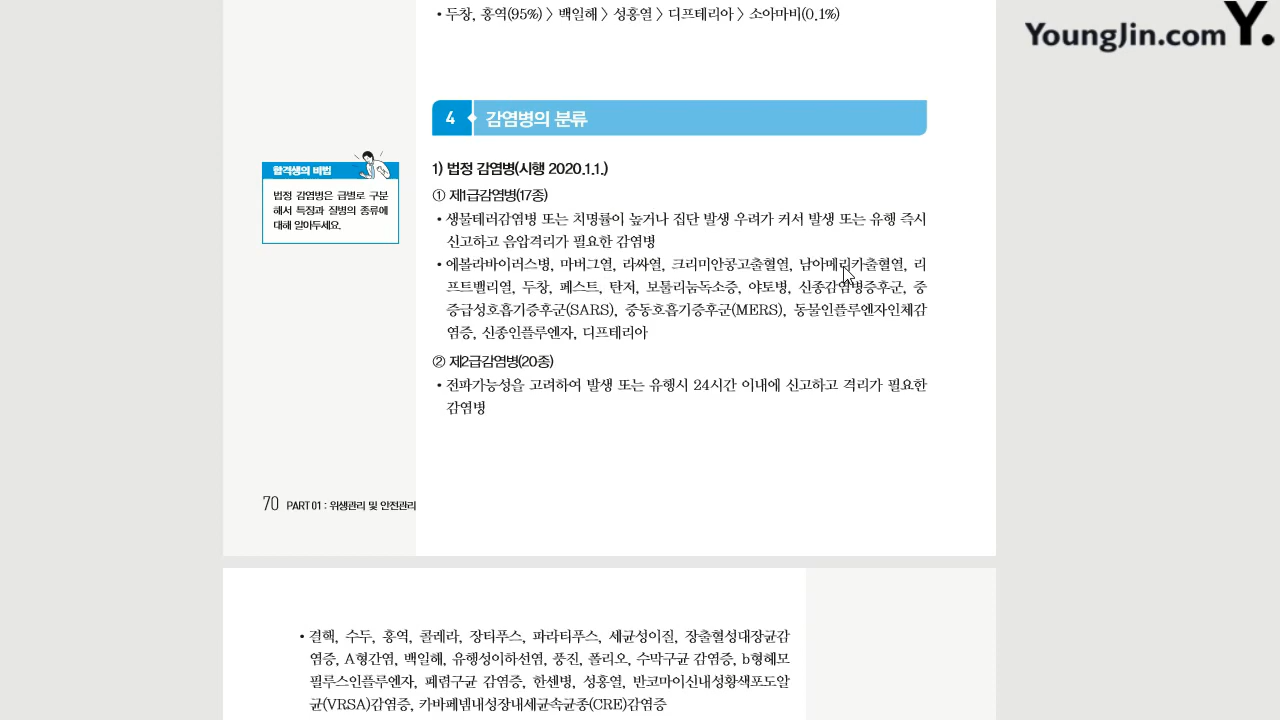 • 두창, 홍역(95%) 〉 백일해 〉 성홍열 〉 디프테리아 〉 소아마비(0.1%)
YoungJin.com Y.
4 감염병의 분류
1) 법정 감염병(시행 2020.1.1.)
합격생의 비법
법정 감염병은 급별로 구분
해서 특징과 질병의 종류에
대해 알아두세요.
① 제1급감염병(17종)
• 생물테러감염병 또는 치명률이 높거나 집단 발생 우려가 커서 발생 또는 유행 즉시
신고하고 음압격리가 필요한 감염병
• 에볼라바이러스병, 마버그열, 라싸열, 크리미안콩고출혈열, 남아메리카출혈열, 리
프트밸리열, 두창, 페스트, 탄저, 보툴리눔독소증, 야토병, 신종감염병증후군, 중
증급성호흡기증후군(SARS), 중동호흡기증후군(MERS), 동물인플루엔자인체감
염증, 신종인플루엔자, 디프테리아
② 제2급감염병(20종)
• 전파가능성을 고려하여 발생 또는 유행시 24시간 이내에 신고하고 격리가 필요한
감염병
70 PART 01 : 위생관리 및 안전관리
• 결핵, 수두, 홍역, 콜레라, 장티푸스, 파라티푸스, 세균성이질, 장출혈성대장균감
염증, A형간염, 백일해, 유행성이하선염, 풍진, 폴리오, 수막구균 감염증, b형헤모
필루스인플루엔자, 폐렴구균 감염증, 한센병, 성홍열, 반코마이신내성황색포도알
균(VRSA)감염증, 카바페넴내성장내세균속균종(CRE)감염증